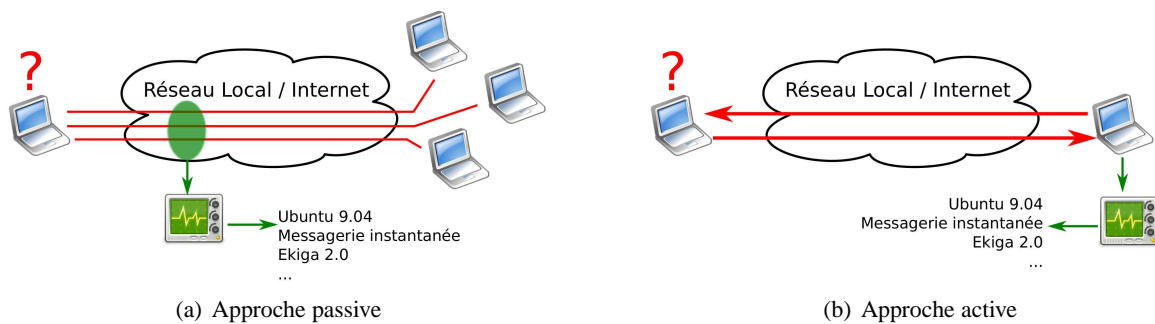 ?
Réseau Local / Internet
Ubuntu 9.04
Messagerie instantanée
Ekiga 2.0
...
(a) Approche passive
?
Réseau Local / Internet
Ubuntu 9.04
Messagerie instantanée
Ekiga 2.0
...
(b) Approche active